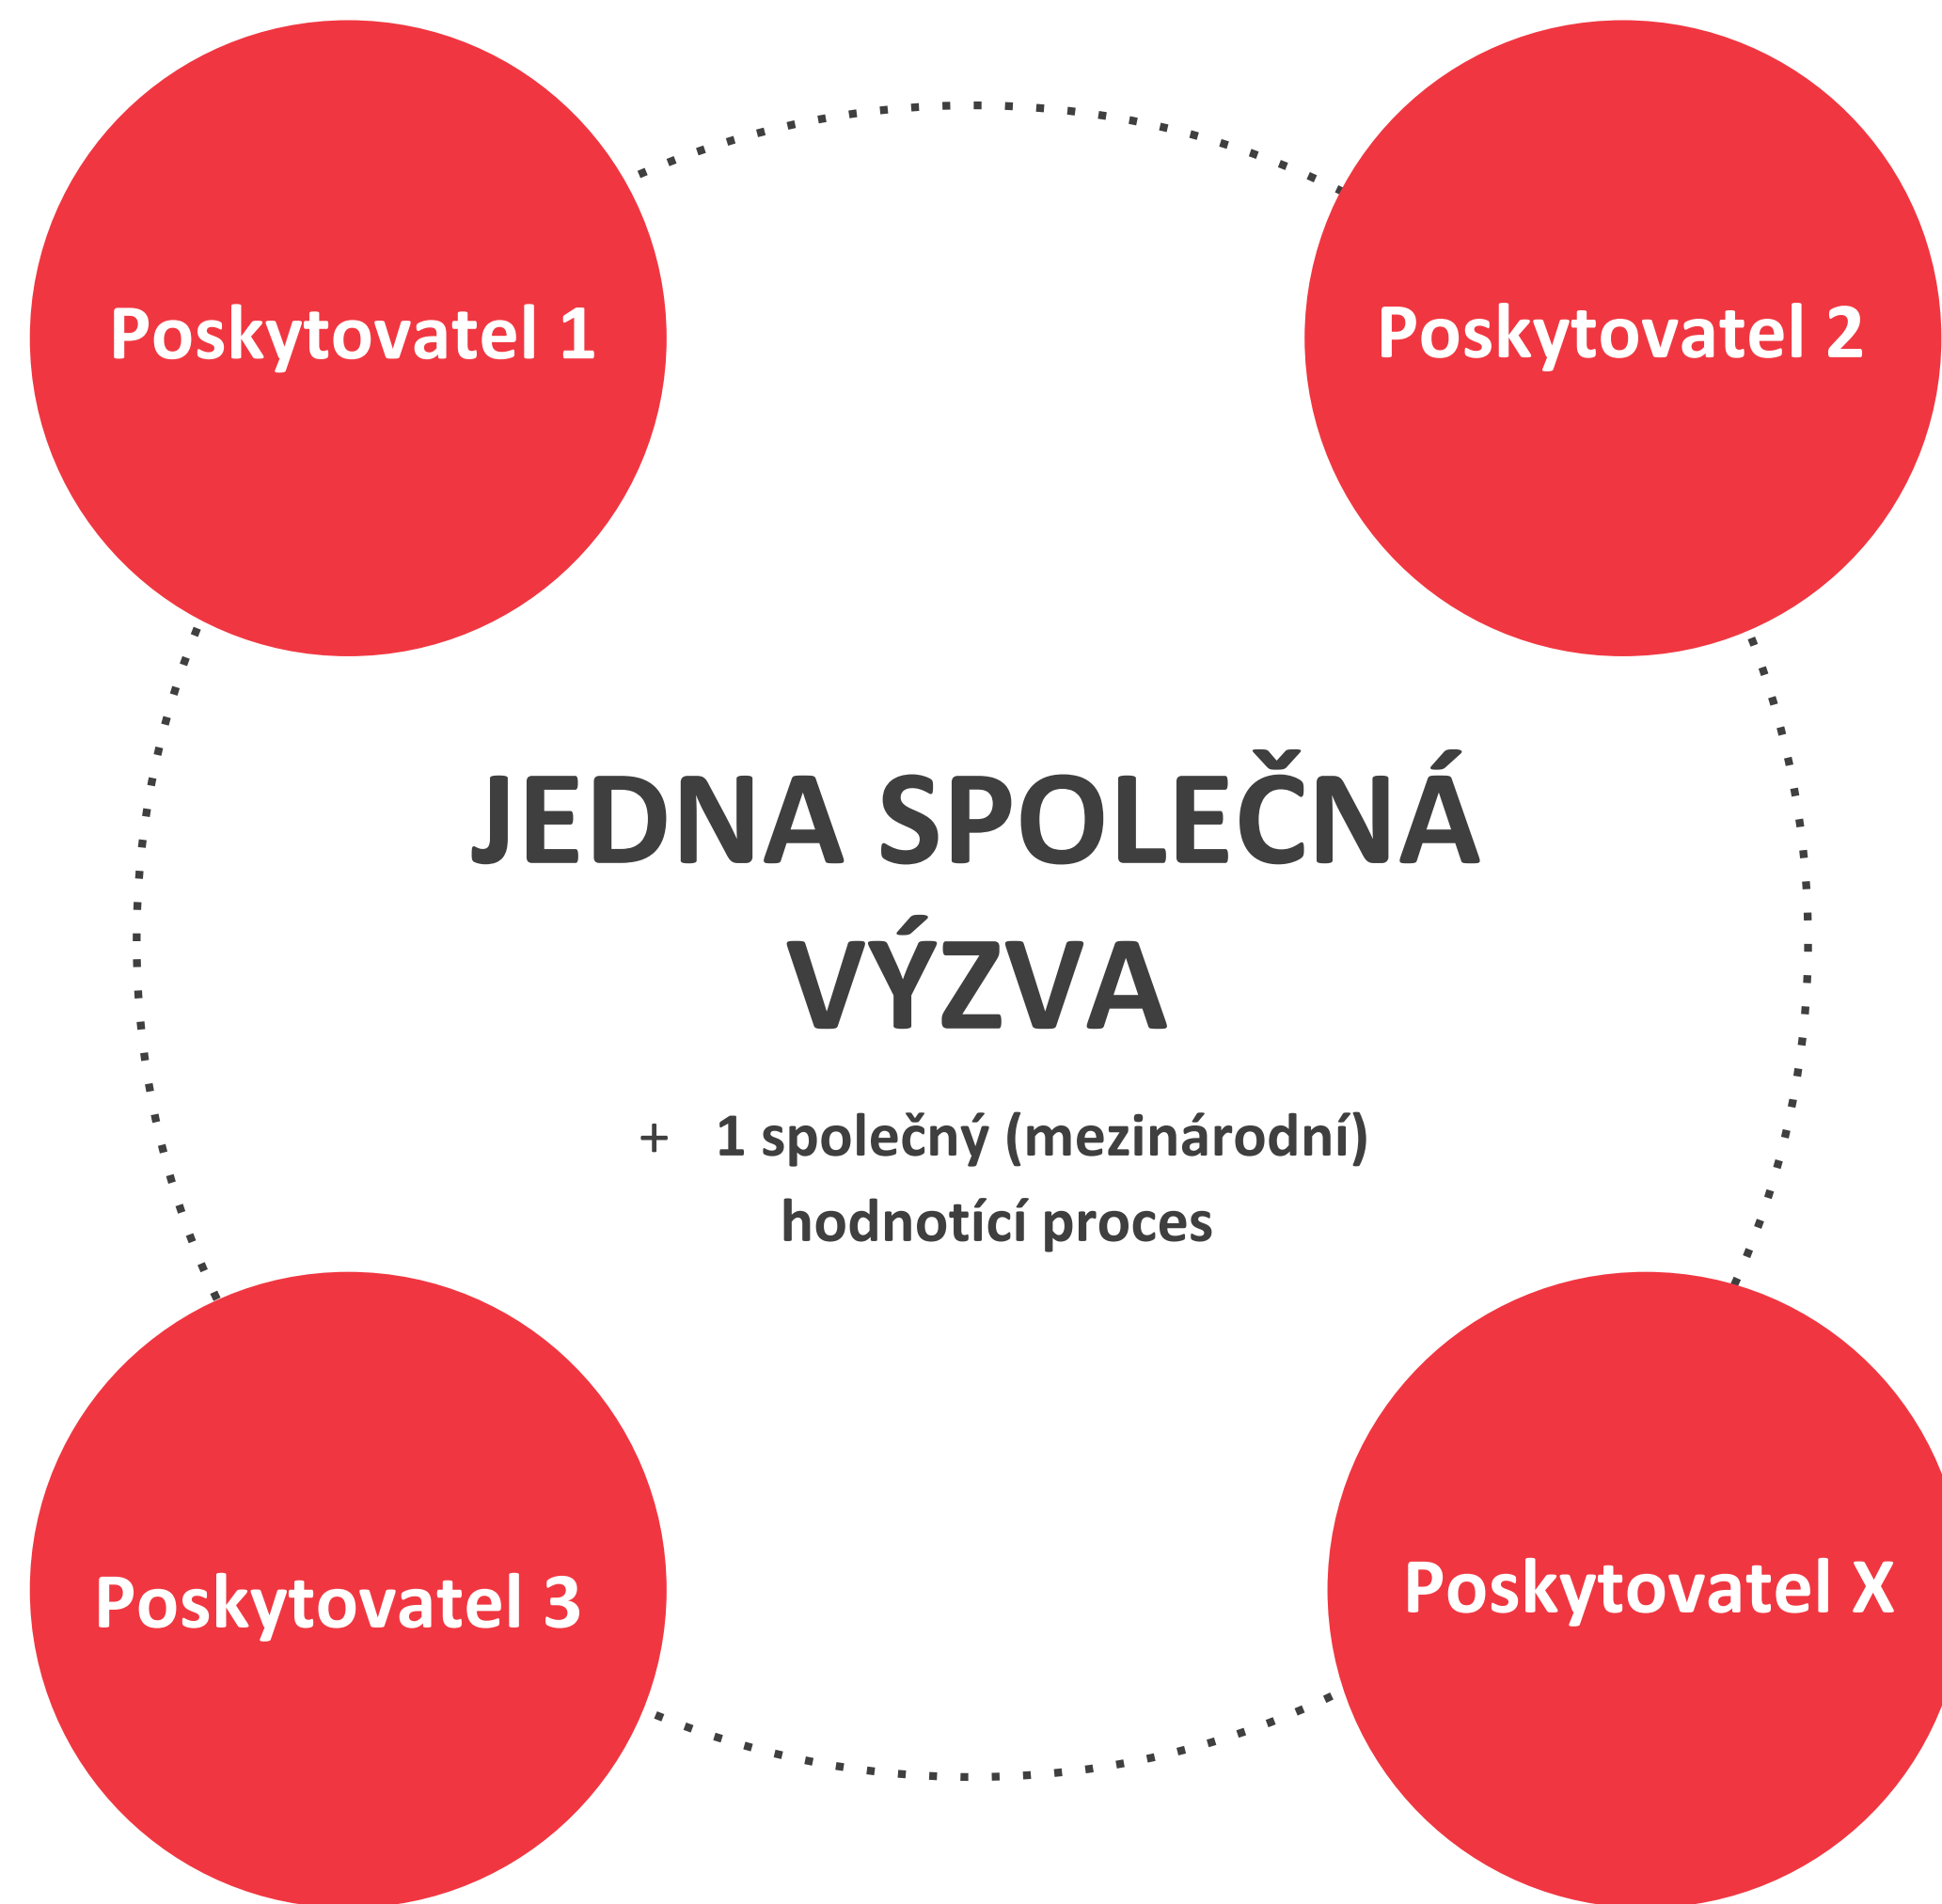 Poskytovatel 1
Poskytovatel 2
JEDNA SPOLEČNÁ
VÝZVA
+ 1 společný (mezinárodní)
hodnotící proces
Poskytovatel 3
Poskytovatel X